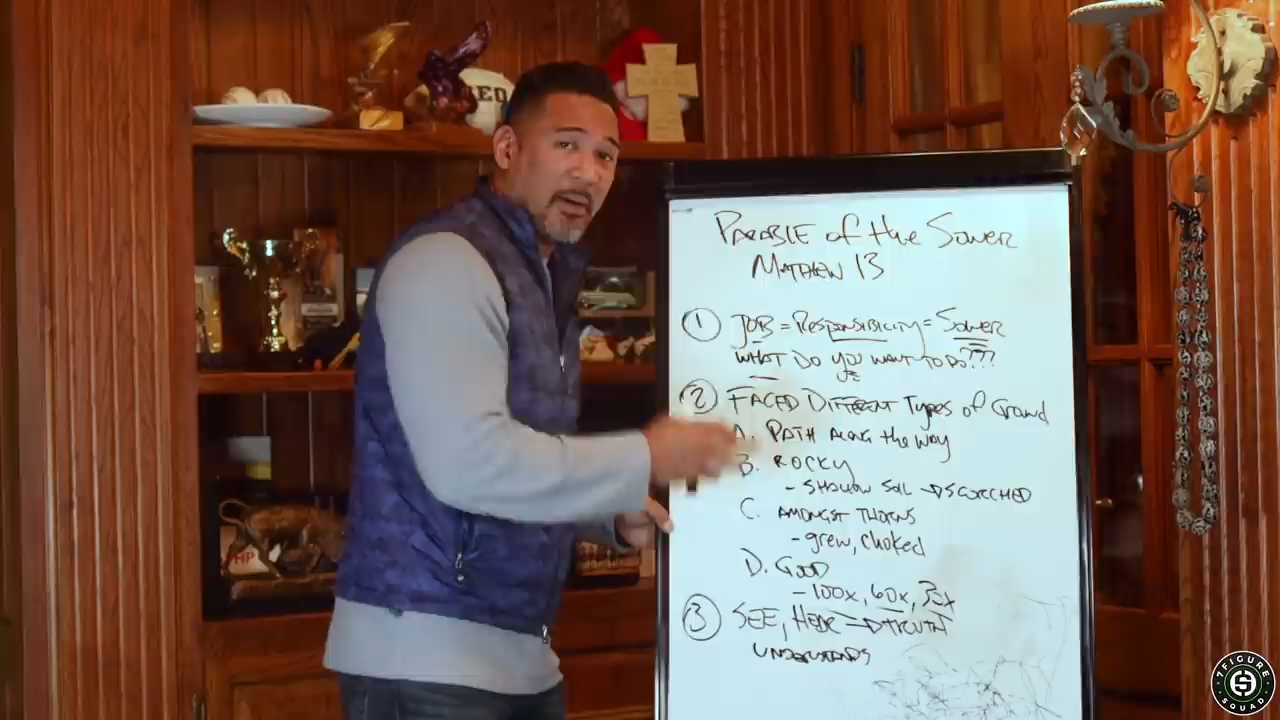 EQ
PARABLE of the Sower
MATHEW 13
1 JOB = Responsibility = Sower
WHAT DO YOU WANT TO DO???
2 FACED DIFFERENT Types of Ground
A. PATH ALONG the WAY
B. ROCKY
- SHALLOW SOIL → SCORCHED
C. AMONGST THORNS
- grew, choked
D. GOOD
- 100x, 60x, 30x
3 SEE, HEAR → TRUTH
UNDERSTANDS
HP
7 FIGURE
SQUAD